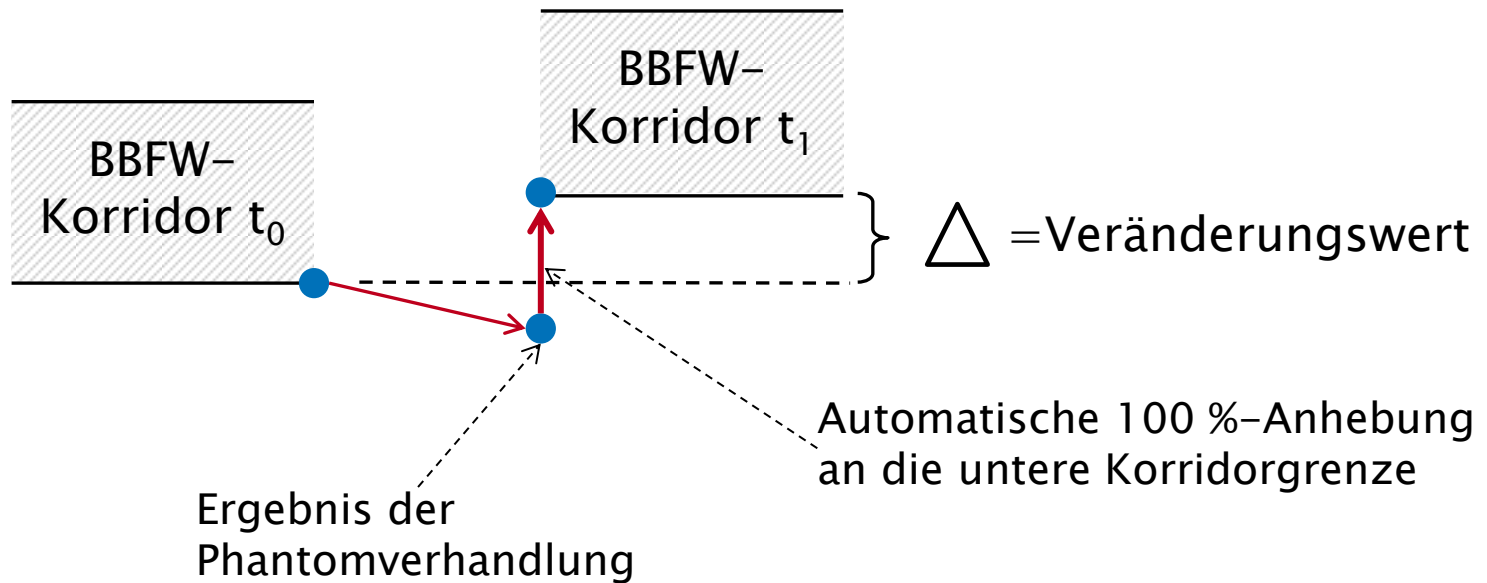 BBFW-
Korridor t₀
BBFW-
Korridor t₁
△ =Veränderungswert
Automatische 100 %-Anhebung
an die untere Korridorgrenze
Ergebnis der
Phantomverhandlung